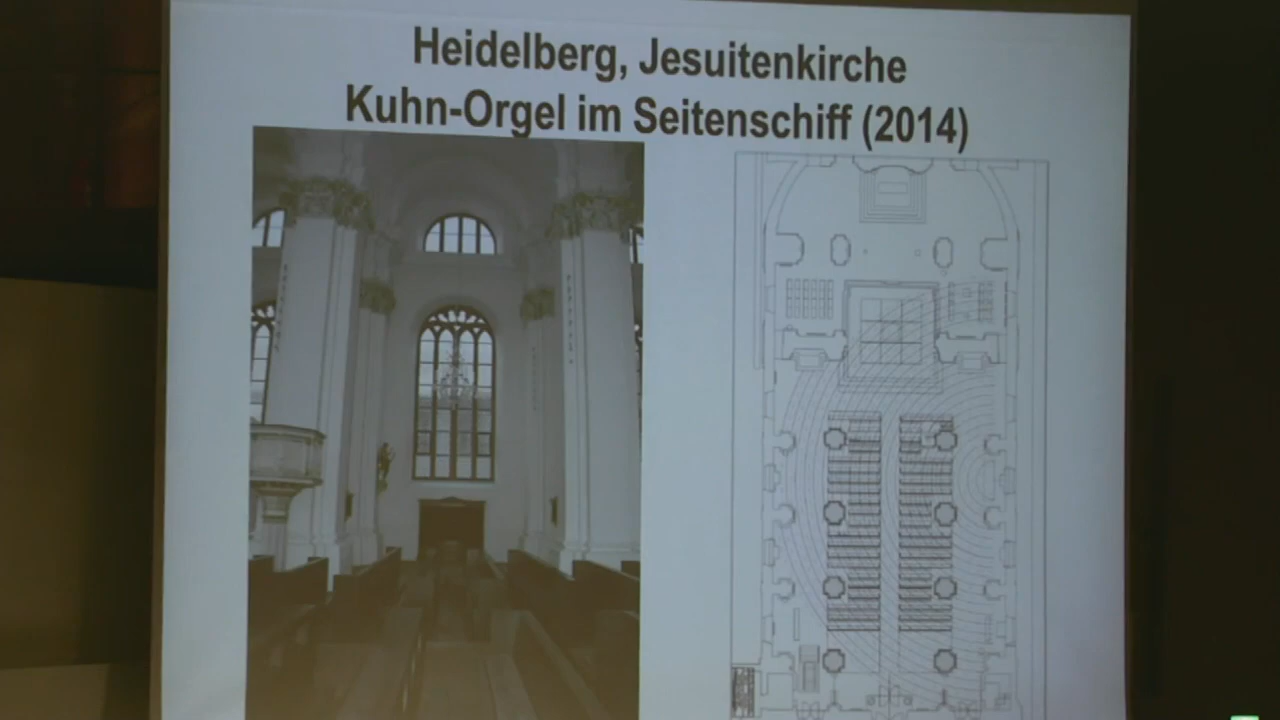 Heidelberg, Jesuitenkirche
Kuhn-Orgel im Seitenschiff (2014)